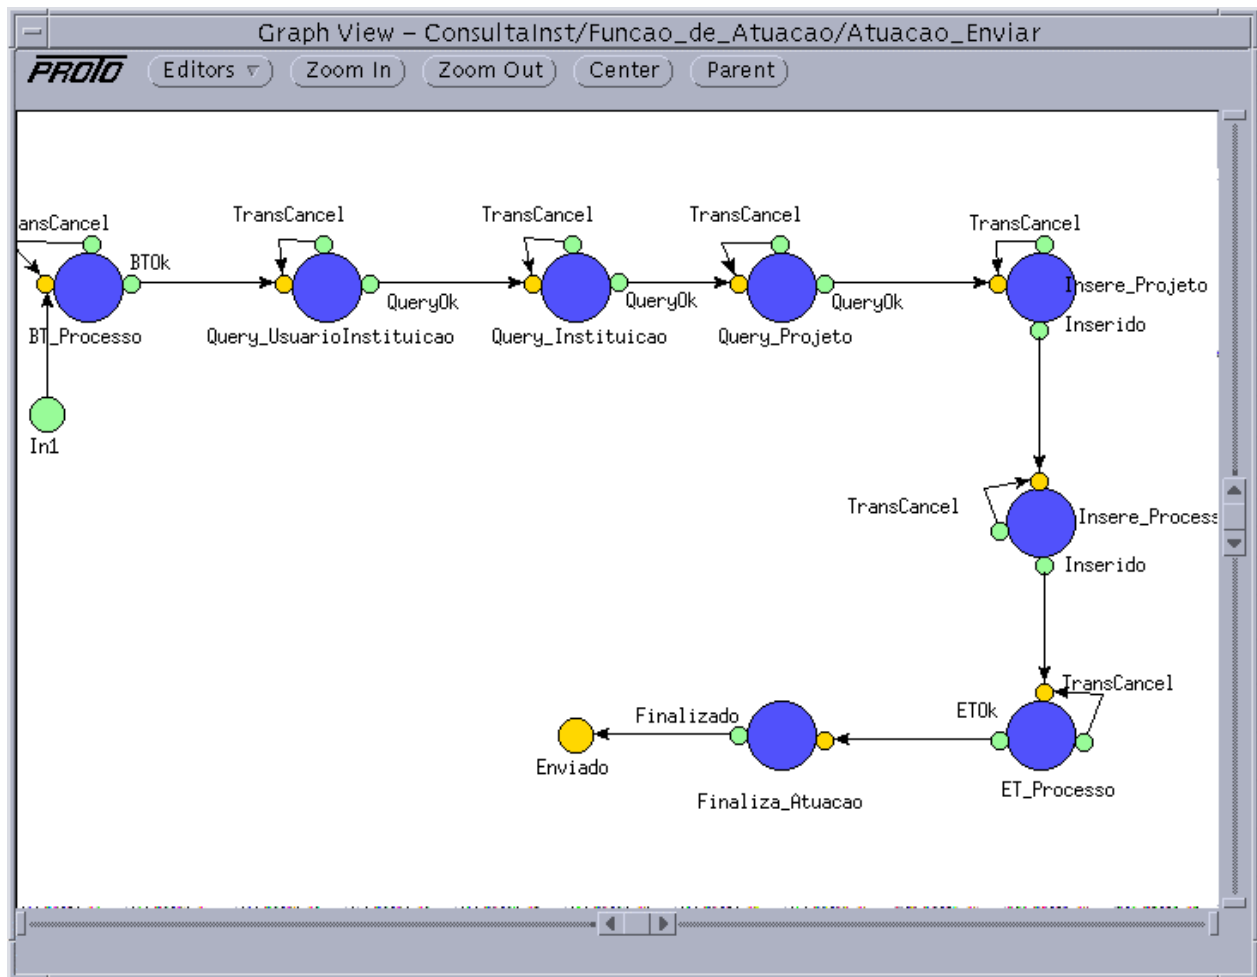 Graph View – ConsultaInst/Funcao_de_Atuacao/Atuacao_Enviar
PROTO Editors Zoom In Zoom Out Center Parent
ansCancel TransCancel TransCancel TransCancel TransCancel
BTOk QueryOk QueryOk QueryOk Insere_Projeto
BT_Processo Query_UsuarioInstituicao Query_Instituicao Query_Projeto Inserido
In1
TransCancel Insere_Process
Inserido
TransCancel
Finalizado ETOk
Enviado
Finaliza_Atuacao ET_Processo